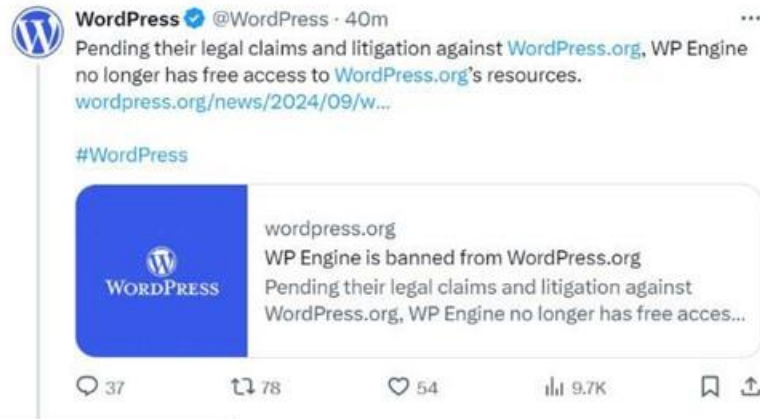 WordPress @WordPress · 40m
Pending their legal claims and litigation against WordPress.org, WP Engine
no longer has free access to WordPress.org's resources.
wordpress.org/news/2024/09/w...
#WordPress
WORDPRESS
wordpress.org
WP Engine is banned from WordPress.org
Pending their legal claims and litigation against
WordPress.org, WP Engine no longer has free acces...
37 78 54 9.7K